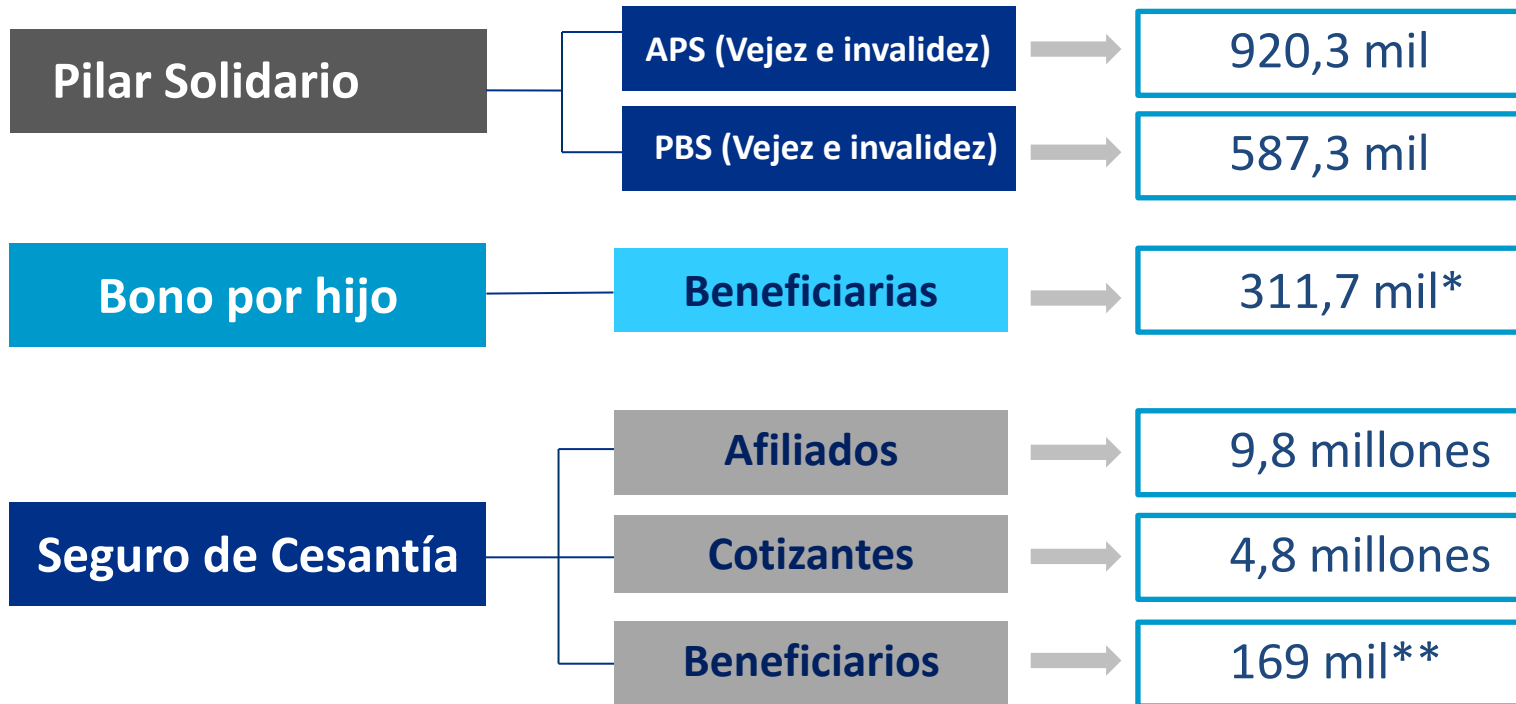 Pilar Solidario
APS (Vejez e invalidez)
920,3 mil
PBS (Vejez e invalidez)
587,3 mil
Bono por hijo
Beneficiarias
311,7 mil*
Seguro de Cesantía
Afiliados
9,8 millones
Cotizantes
4,8 millones
Beneficiarios
169 mil**